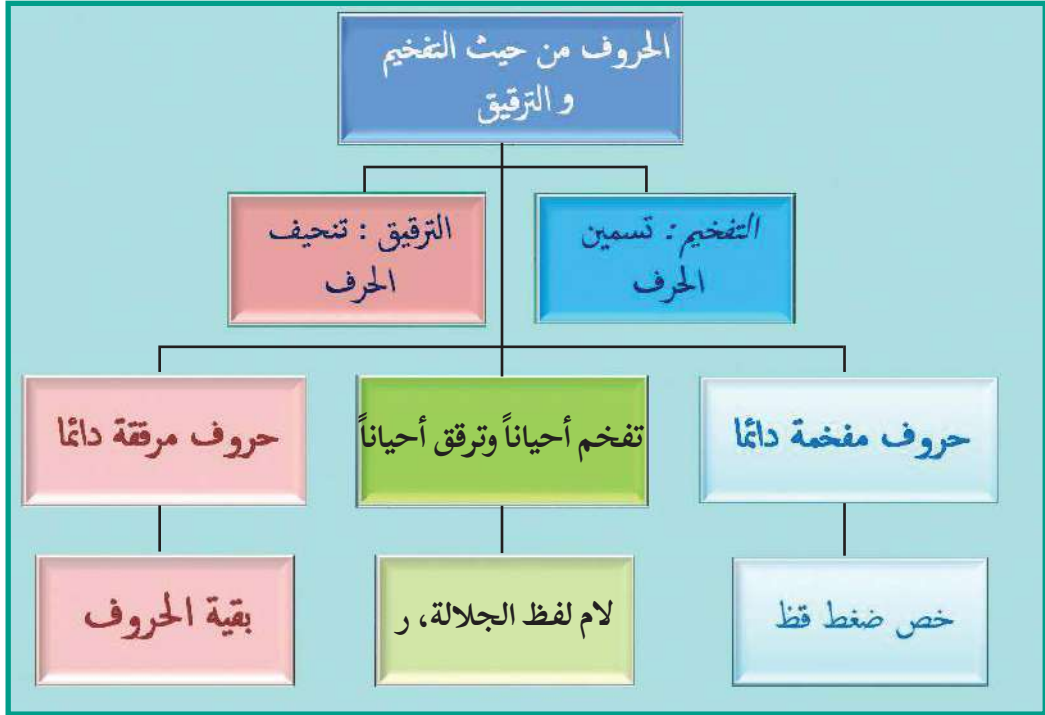 الحروف من حيث التفخيم
و الترقيق
التفخيم : تسمين
الحرف
الترقيق : تنحيف
الحرف
حروف مفخمة دائما
تفخم أحياناً وترقق أحياناً
حروف مرققة دائما
خص ضغط قظ
لام لفظ الجلالة، ر
بقية الحروف